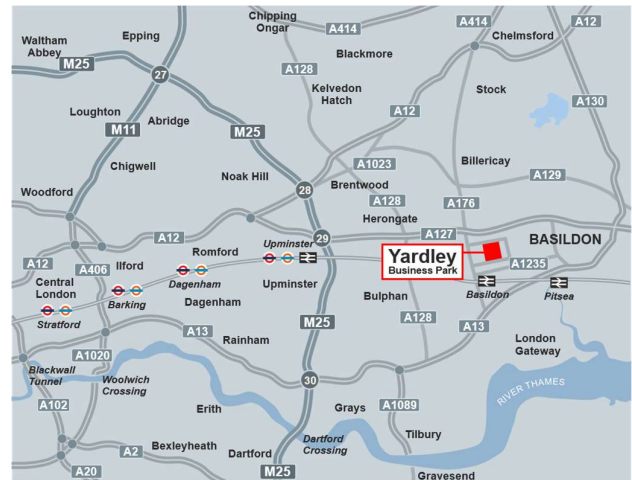 Chipping
Ongar
A414
A414
A12
Waltham
Abbey
Epping
Chelmsford
M25
Blackmore
27
A128
Kelvedon
Hatch
Stock
A130
Loughton
Abridge
A12
M11
M25
Chigwell
A1023
Billericay
Noak Hill
A129
Woodford
28
Brentwood
A128
A176
Herongate
A12
29
A127
BASILDON
Upminster
Romford
Yardley
Business Park
A12
A406
Ilford
A1235
Central
London
Dagenham
Upminster
Basildon
Pitsea
Barking
Dagenham
Bulphan
Stratford
M25
A128
A13
A13
Rainham
London
Gateway
A1020
Blackwall
Tunnel
Woolwich
Crossing
30
RIVER THAMES
A102
Erith
Grays
A1089
Bexleyheath
Dartford
Crossing
Tilbury
A2
Dartford
A20
M25
Gravesend